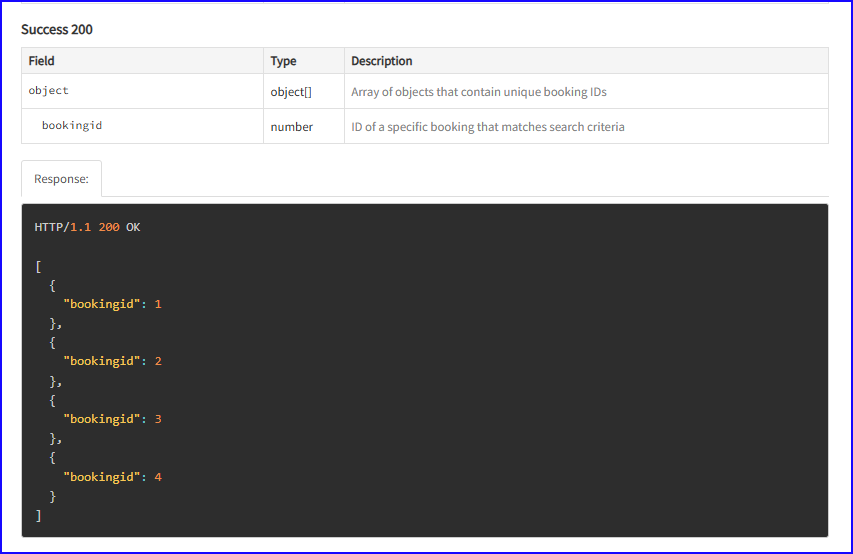 Success 200
Field Type Description
object object[] Array of objects that contain unique booking IDs
bookingid number ID of a specific booking that matches search criteria
Response:
HTTP/1.1 200 OK
[
  {
    "bookingid": 1
  },
  {
    "bookingid": 2
  },
  {
    "bookingid": 3
  },
  {
    "bookingid": 4
  }
]